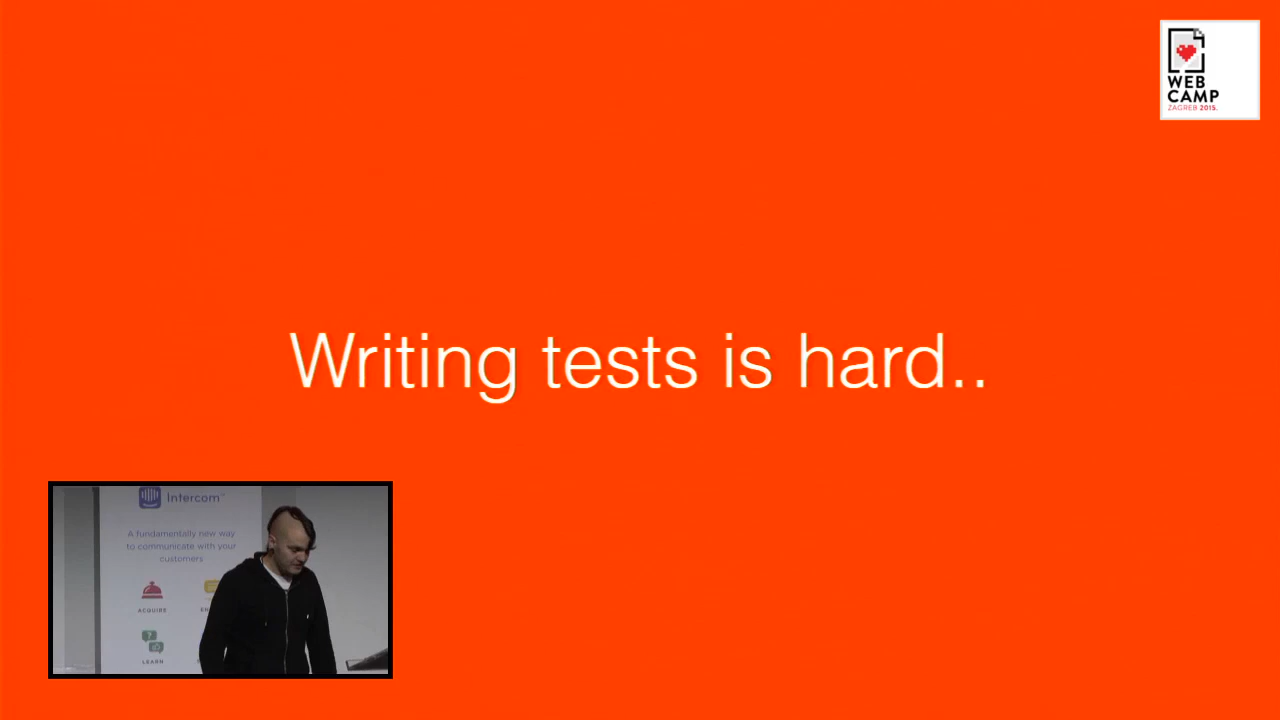 WEB
CAMP
ZAGREB 2015.
Writing tests is hard..
Intercom
A fundamentally new way
to communicate with your
customers
ACQUIRE
LEARN